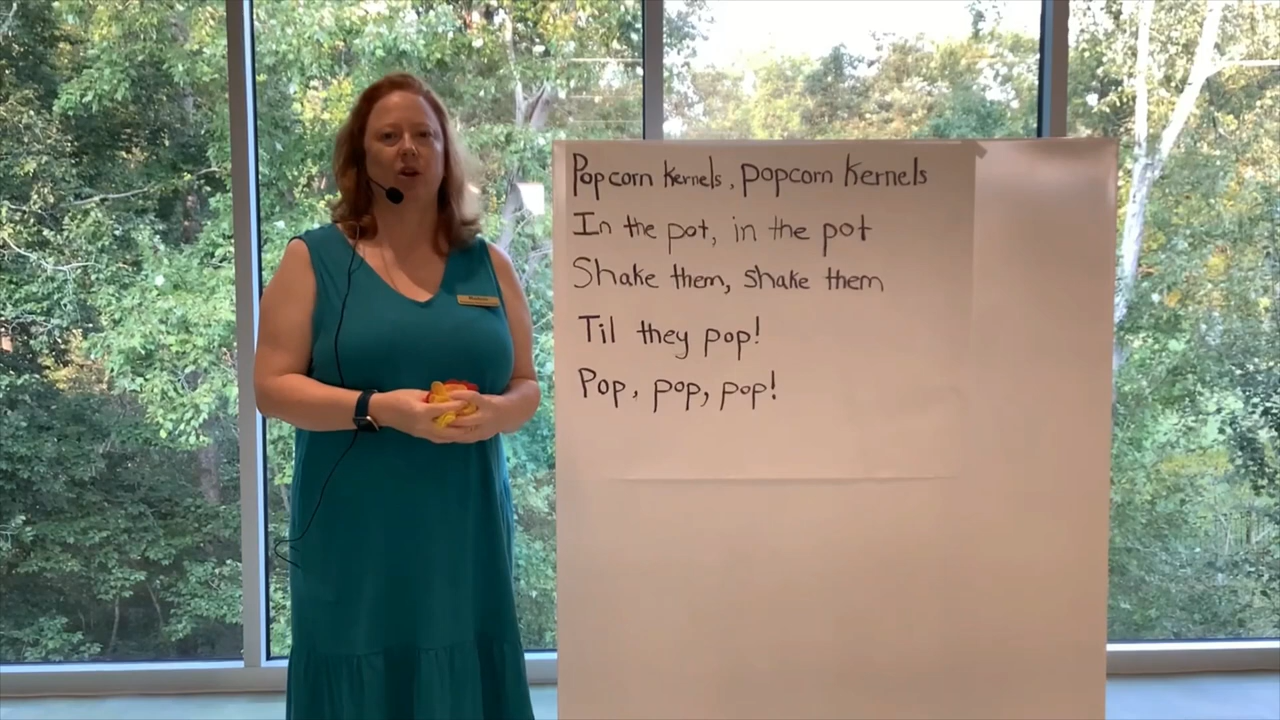 Popcorn kernels, popcorn kernels
In the pot, in the pot
Shake them, shake them
Til they pop!
Pop, pop, pop!